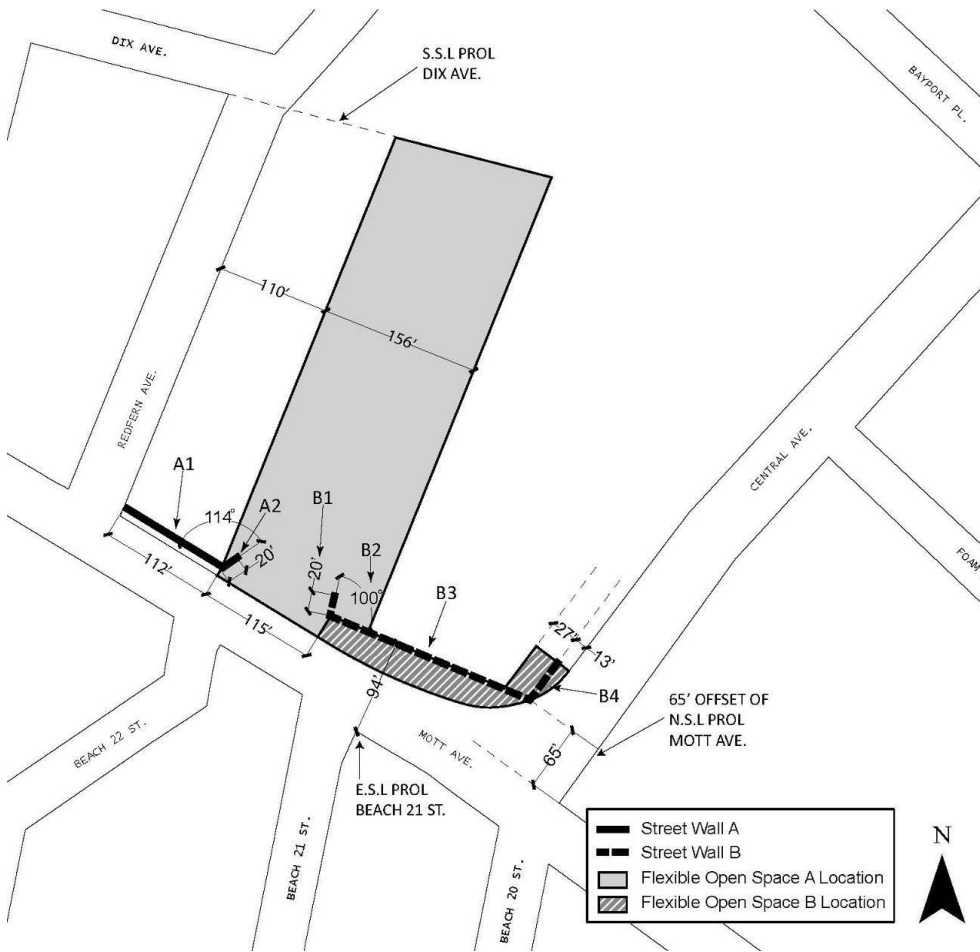 DIX AVE.
S.S.L PROL
DIX AVE.
BAYPORT PL.
110'
156'
REDFERN AVE.
CENTRAL AVE.
FOAM
A1
114°
A2
20'
B1
20'
B2
100°
B3
112'
115'
94'
27'
13'
B4
65'
65' OFFSET OF
N.S.L PROL
MOTT AVE.
MOTT AVE.
BEACH 22 ST.
E.S.L PROL
BEACH 21 ST.
BEACH 21 ST.
BEACH 20 ST.
Street Wall A
Street Wall B
Flexible Open Space A Location
Flexible Open Space B Location
N